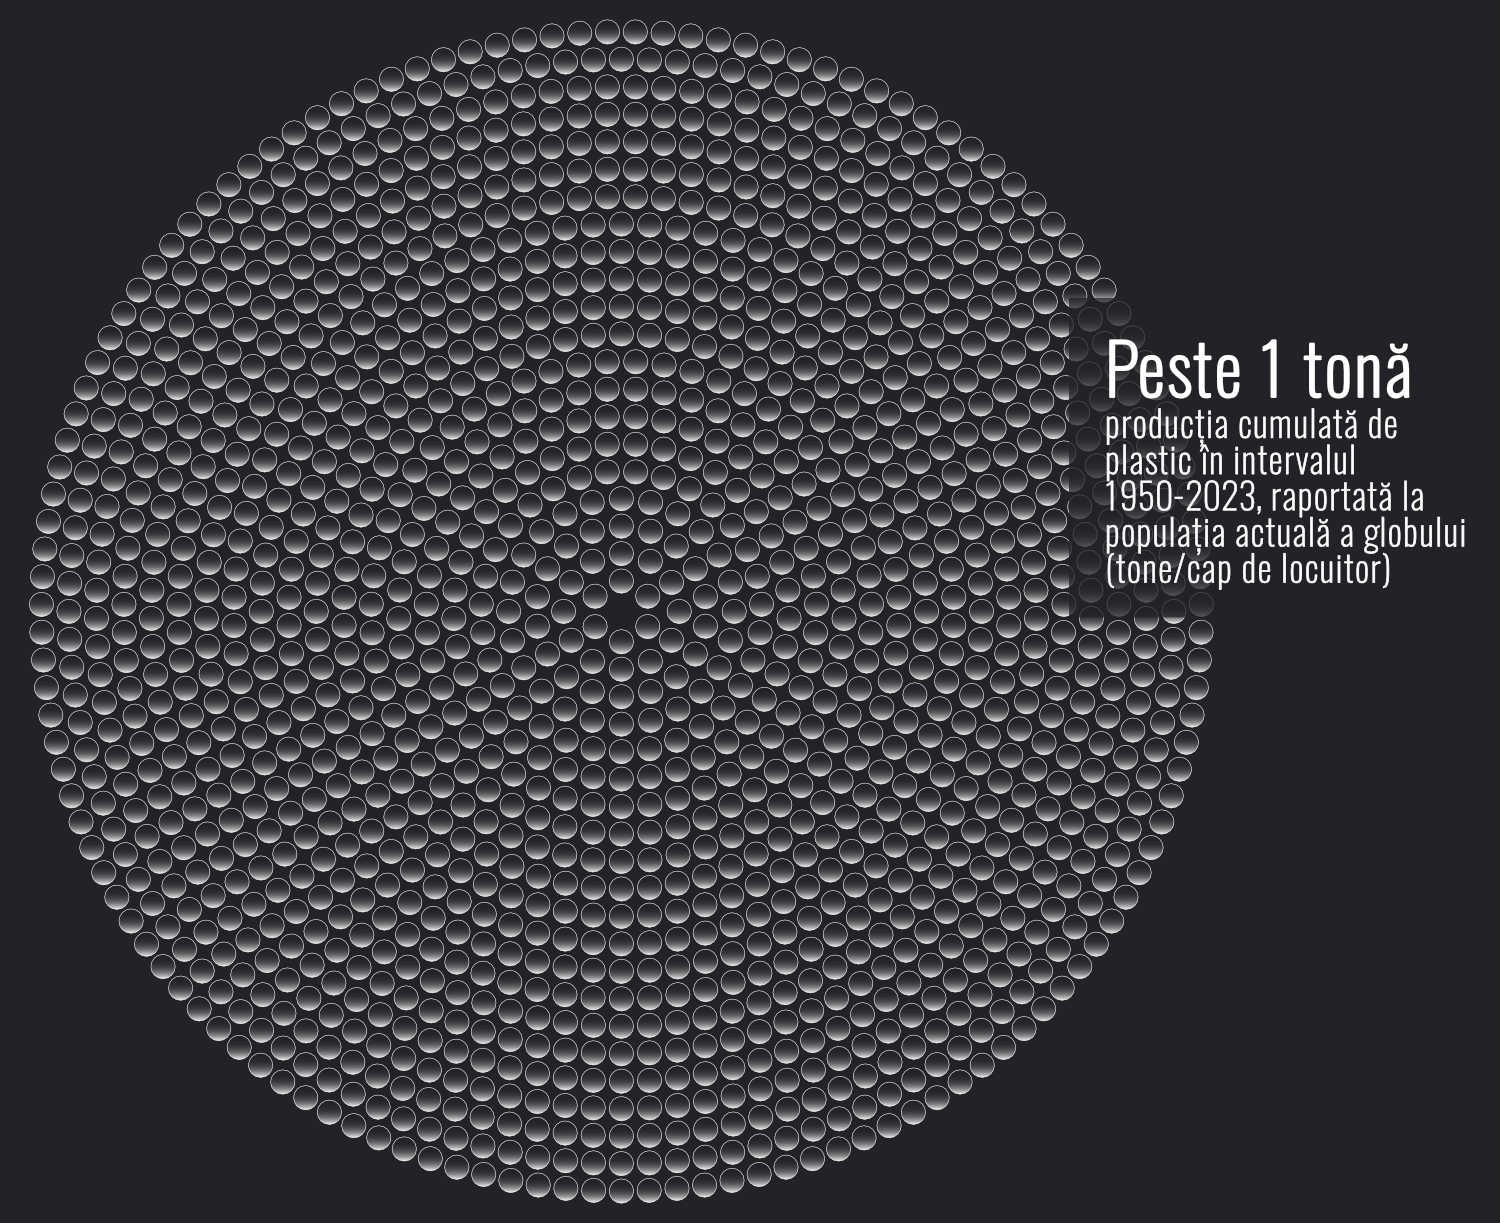 Peste 1 tonă
producția cumulată de
plastic în intervalul
1950-2023, raportată la
populația actuală a globului
(tone/cap de locuitor)